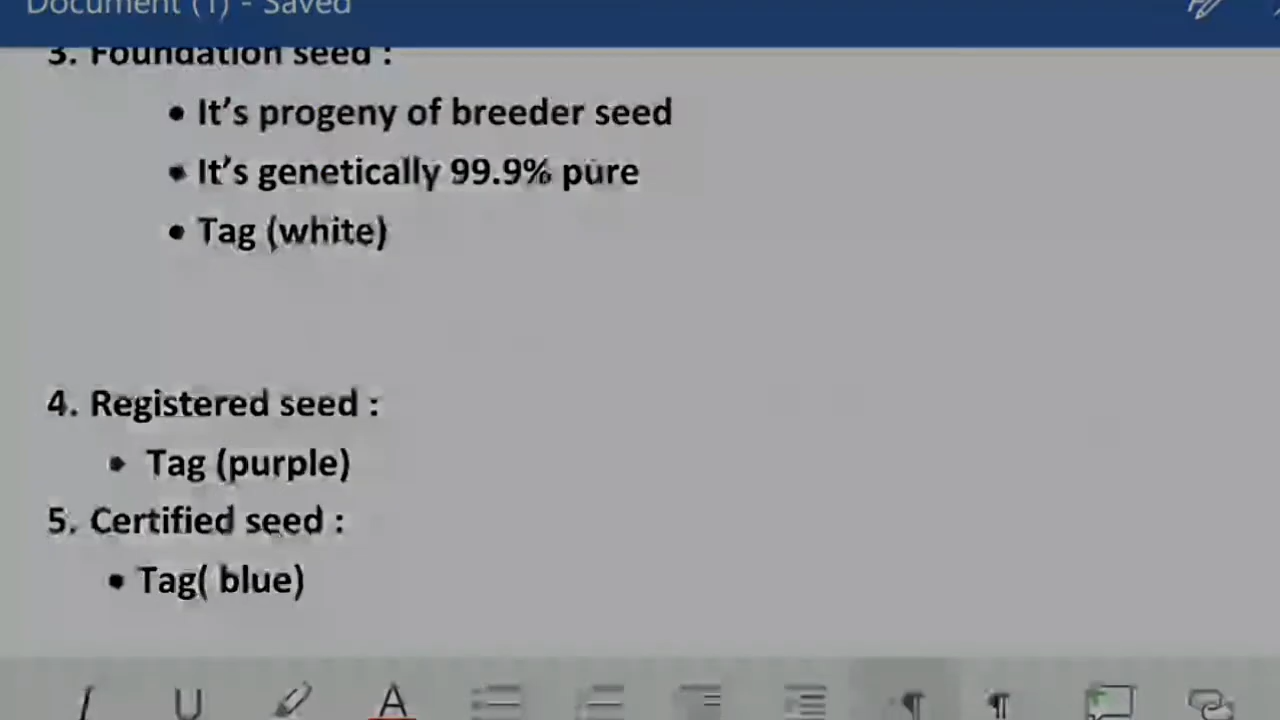 Document (1) - Saved
3. Foundation seed :
• It's progeny of breeder seed
• It's genetically 99.9% pure
• Tag (white)
4. Registered seed :
• Tag (purple)
5. Certified seed :
• Tag( blue)
I U A